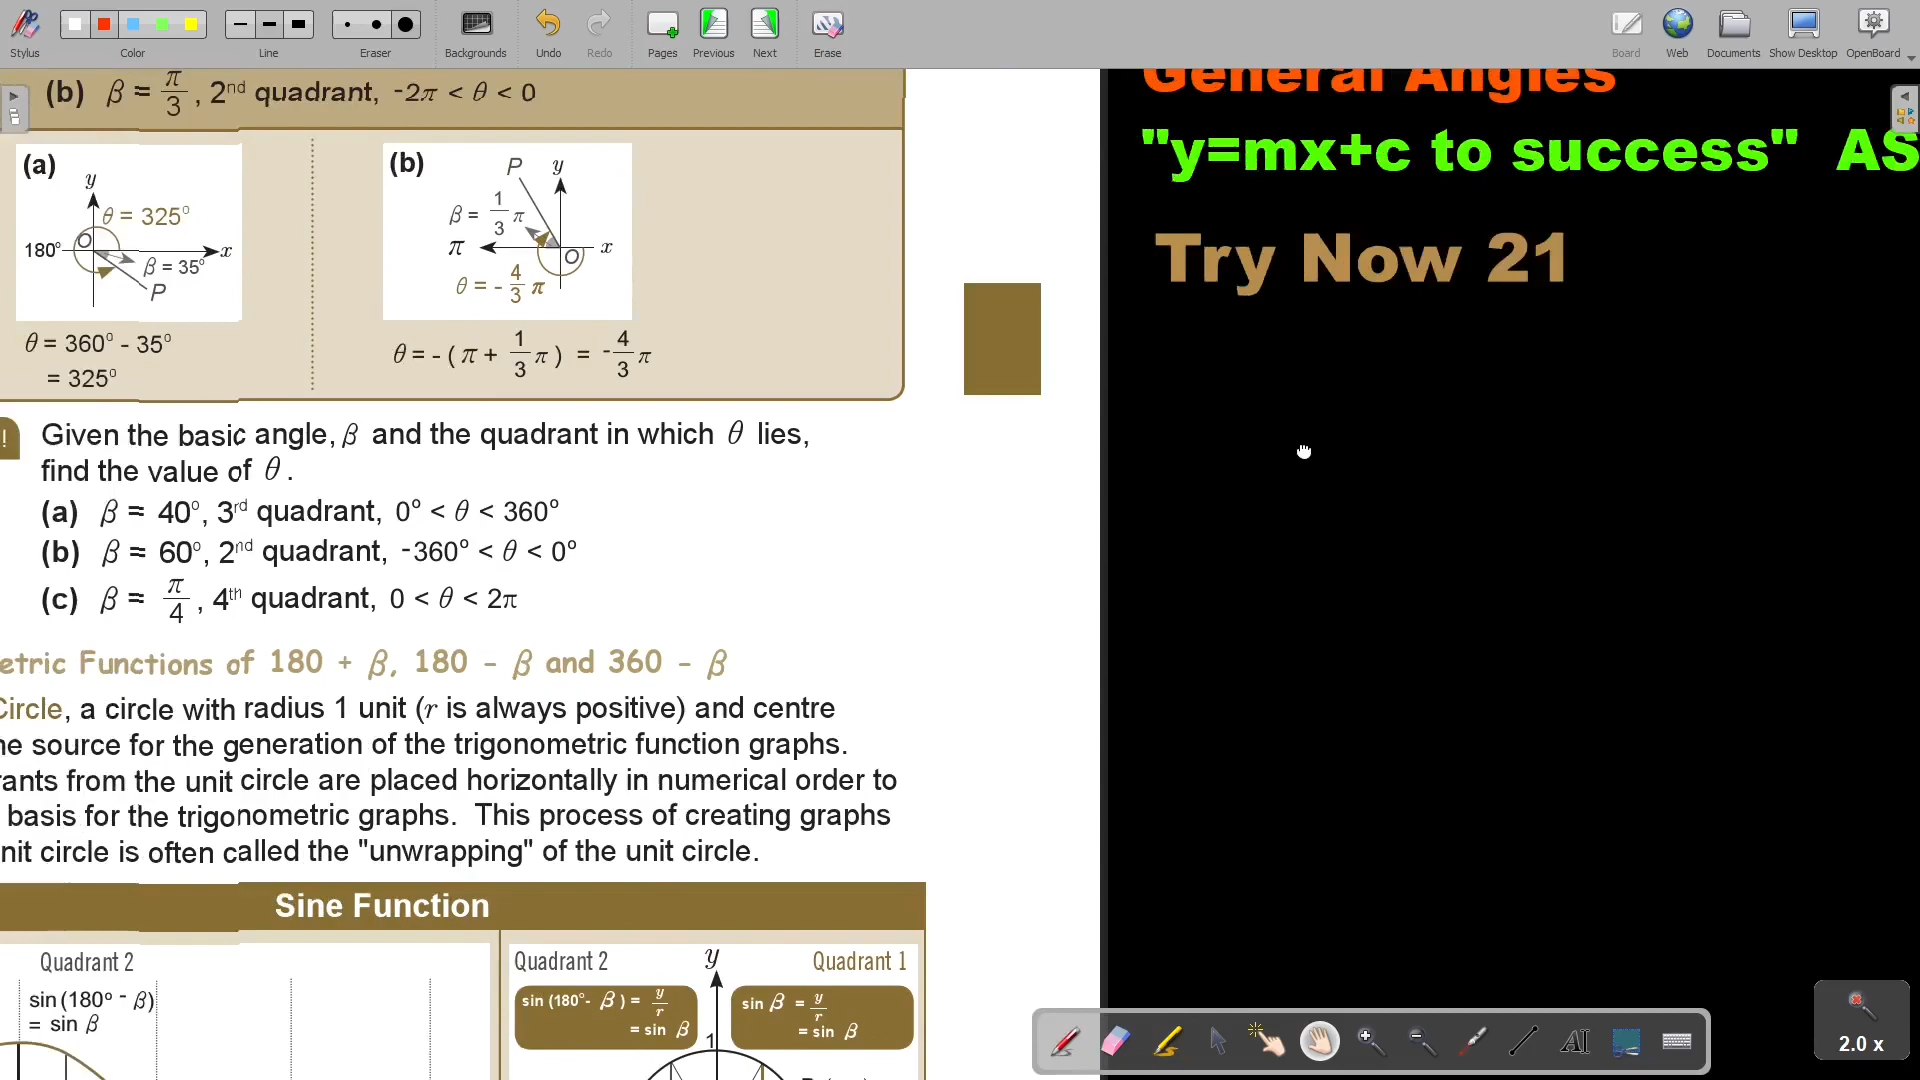 Stylus Color Line Eraser Backgrounds Undo Redo Pages Previous Next Erase Board Web Documents Show Desktop OpenBoard
(b) β = π/3 , 2nd quadrant, -2π < θ < 0
(a)
y
θ = 325°
O
180°
x
β = 35°
P
θ = 360° - 35°
= 325°
(b)
P
y
β = 1/3 π
π
x
O
θ = - 4/3 π
θ = - ( π + 1/3 π ) = -4/3 π
! Given the basic angle, β and the quadrant in which θ lies,
find the value of θ .
(a) β = 40°, 3rd quadrant, 0° < θ < 360°
(b) β = 60°, 2nd quadrant, -360° < θ < 0°
(c) β = π/4 , 4th quadrant, 0 < θ < 2π
etric Functions of 180 + β, 180 - β and 360 - β
Circle, a circle with radius 1 unit (r is always positive) and centre
he source for the generation of the trigonometric function graphs.
rants from the unit circle are placed horizontally in numerical order to
basis for the trigonometric graphs. This process of creating graphs
nit circle is often called the "unwrapping" of the unit circle.
Sine Function
Quadrant 2
sin (180° - β)
= sin β
Quadrant 2
y
Quadrant 1
sin (180°- β ) = y/r
= sin β
sin β = y/r
= sin β
1
General Angles
"y=mx+c to success" AS
Try Now 21
AI
2.0 x